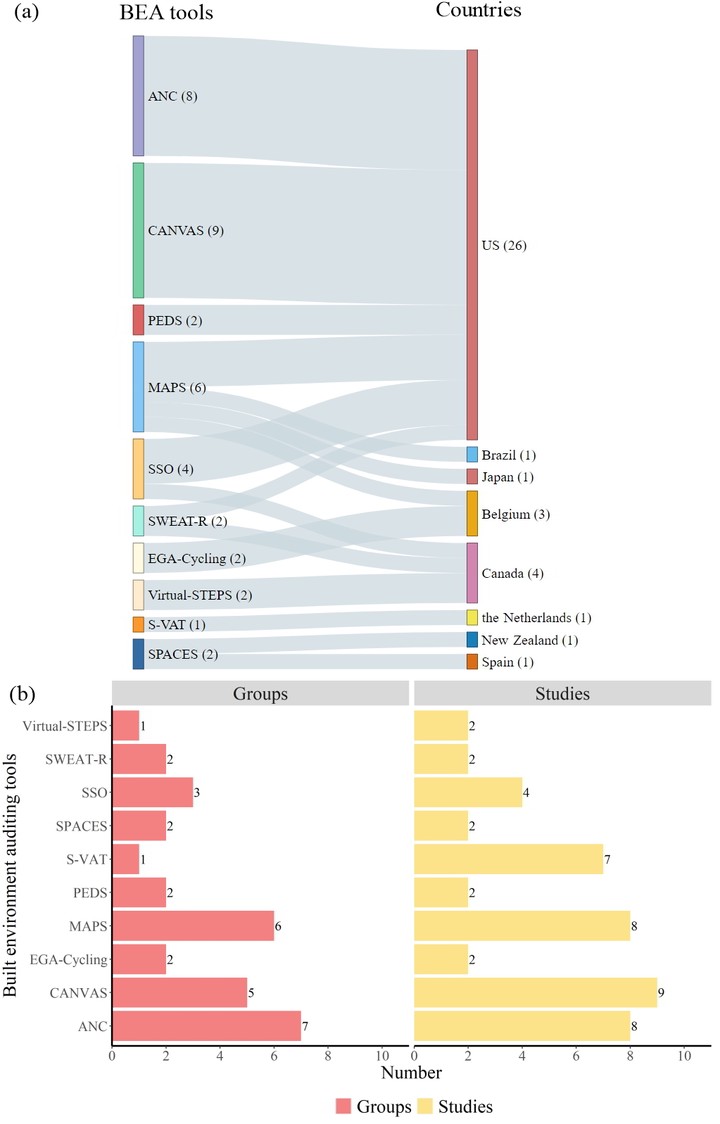 (a)
BEA tools
Countries
ANC (8)
CANVAS (9)
PEDS (2)
MAPS (6)
SSO (4)
SWEAT-R (2)
EGA-Cycling (2)
Virtual-STEPS (2)
S-VAT (1)
SPACES (2)
US (26)
Brazil (1)
Japan (1)
Belgium (3)
Canada (4)
the Netherlands (1)
New Zealand (1)
Spain (1)
(b)
Groups
Studies
Built environment auditing tools
Virtual-STEPS 1 2
SWEAT-R 2 2
SSO 3 4
SPACES 2 2
S-VAT 1 7
PEDS 2 2
MAPS 6 8
EGA-Cycling 2 2
CANVAS 5 9
ANC 7 8
0 2 4 6 8 10 0 2 4 6 8 10
Number
Groups Studies